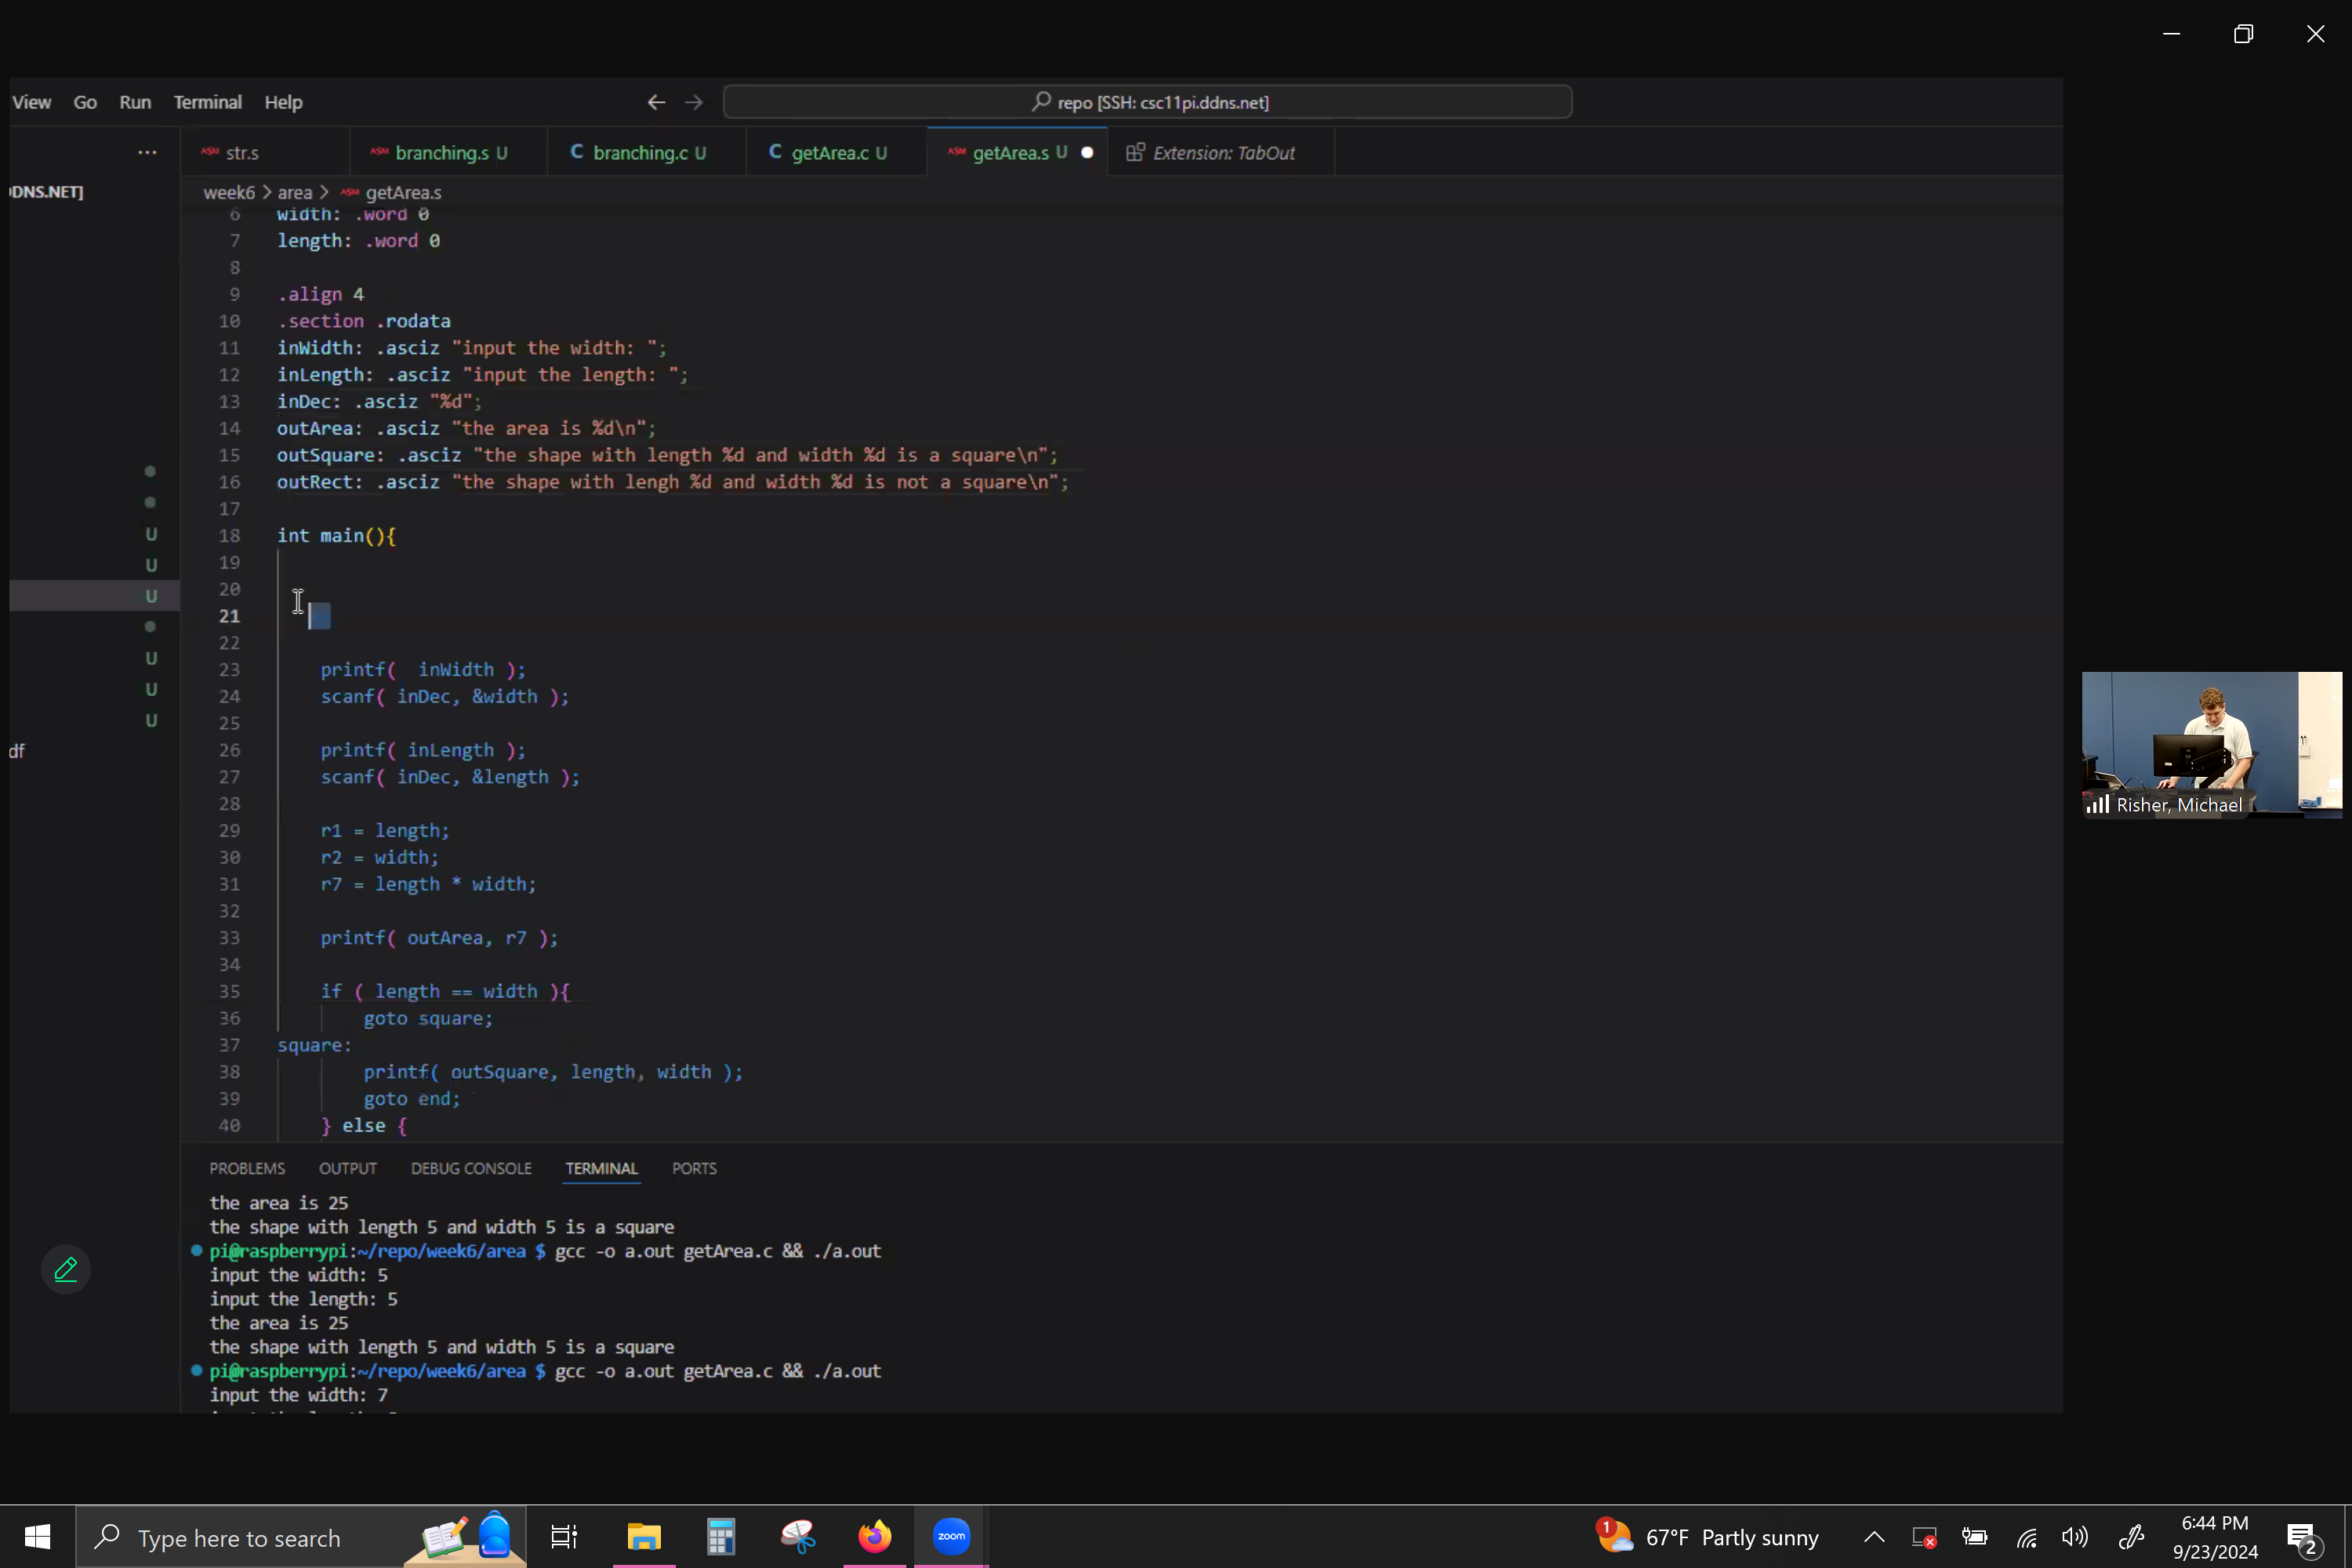 View Go Run Terminal Help
repo [SSH: csc11pi.ddns.net]
...
ASM str.s
ASM branching.s U
C branching.c U
C getArea.c U
ASM getArea.s U
Extension: TabOut
DDNS.NET]
week6 > area > ASM getArea.s
6 width: .word 0
7 length: .word 0
8
9 .align 4
10 .section .rodata
11 inWidth: .asciz "input the width: ";
12 inLength: .asciz "input the length: ";
13 inDec: .asciz "%d";
14 outArea: .asciz "the area is %d\n";
15 outSquare: .asciz "the shape with length %d and width %d is a square\n";
16 outRect: .asciz "the shape with lengh %d and width %d is not a square\n";
17
18 int main(){
19
20
21
22
23 printf( inWidth );
24 scanf( inDec, &width );
25
26 printf( inLength );
27 scanf( inDec, &length );
28
29 r1 = length;
30 r2 = width;
31 r7 = length * width;
32
33 printf( outArea, r7 );
34
35 if ( length == width ){
36 goto square;
37 square:
38 printf( outSquare, length, width );
39 goto end;
40 } else {
U
U
U
U
U
U
df
PROBLEMS OUTPUT DEBUG CONSOLE TERMINAL PORTS
the area is 25
the shape with length 5 and width 5 is a square
pi@raspberrypi:~/repo/week6/area $ gcc -o a.out getArea.c && ./a.out
input the width: 5
input the length: 5
the area is 25
the shape with length 5 and width 5 is a square
pi@raspberrypi:~/repo/week6/area $ gcc -o a.out getArea.c && ./a.out
input the width: 7
Risher, Michael
Type here to search
zoom
1
67°F Partly sunny
6:44 PM
9/23/2024
2